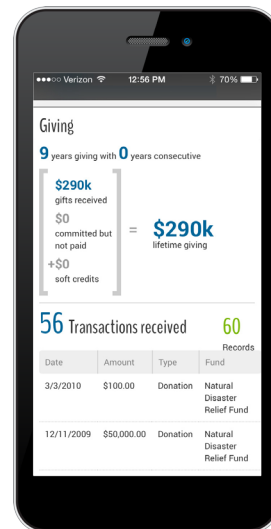 Verizon 12:56 PM 70%
Giving
9 years giving with 0 years consecutive
$290k
gifts received
$0
committed but
not paid
+$0
soft credits
= $290k
lifetime giving
56 Transactions received 60
Records
Date Amount Type Fund
3/3/2010 $100.00 Donation Natural
Disaster
Relief Fund
12/11/2009 $50,000.00 Donation Natural
Disaster
Relief Fund